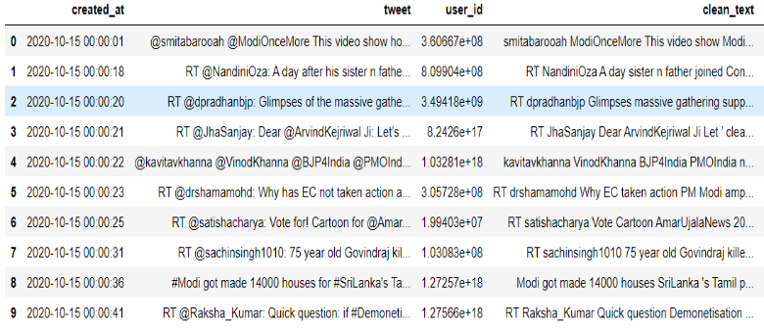 created_at tweet user_id clean_text
0 2020-10-15 00:00:01 @smitabarooah @ModiOnceMore This video show ho... 3.60667e+08 smitabarooah ModiOnceMore This video show Modi...
1 2020-10-15 00:00:18 RT @NandiniOza: A day after his sister n fathe... 8.09904e+08 RT NandiniOza A day sister n father joined Con...
2 2020-10-15 00:00:20 RT @dpradhanbjp: Glimpses of the massive gathe... 3.49418e+09 RT dpradhanbjp Glimpses massive gathering supp...
3 2020-10-15 00:00:21 RT @JhaSanjay: Dear @ArvindKejriwal Ji: Let's ... 8.2426e+17 RT JhaSanjay Dear ArvindKejriwal Ji Let ' clea...
4 2020-10-15 00:00:22 @kavitavkhanna @VinodKhanna @BJP4India @PMOInd... 1.03281e+18 kavitavkhanna VinodKhanna BJP4India PMOIndia n...
5 2020-10-15 00:00:23 RT @drshamamohd: Why has EC not taken action a... 3.05728e+08 RT drshamamohd Why EC taken action PM Modi amp...
6 2020-10-15 00:00:25 RT @satishacharya: Vote for! Cartoon for @Amar... 1.99403e+07 RT satishacharya Vote Cartoon AmarUjalaNews 20...
7 2020-10-15 00:00:31 RT @sachinsingh1010: 75 year old Govindraj kil... 1.03083e+08 RT sachinsingh1010 75 year old Govindraj kille...
8 2020-10-15 00:00:36 #Modi got made 14000 houses for #SriLanka's Ta... 1.27257e+18 Modi got made 14000 houses SriLanka 's Tamil p...
9 2020-10-15 00:00:41 RT @Raksha_Kumar: Quick question: if #Demoneti... 1.27566e+18 RT Raksha_Kumar Quick question Demonetisation ...